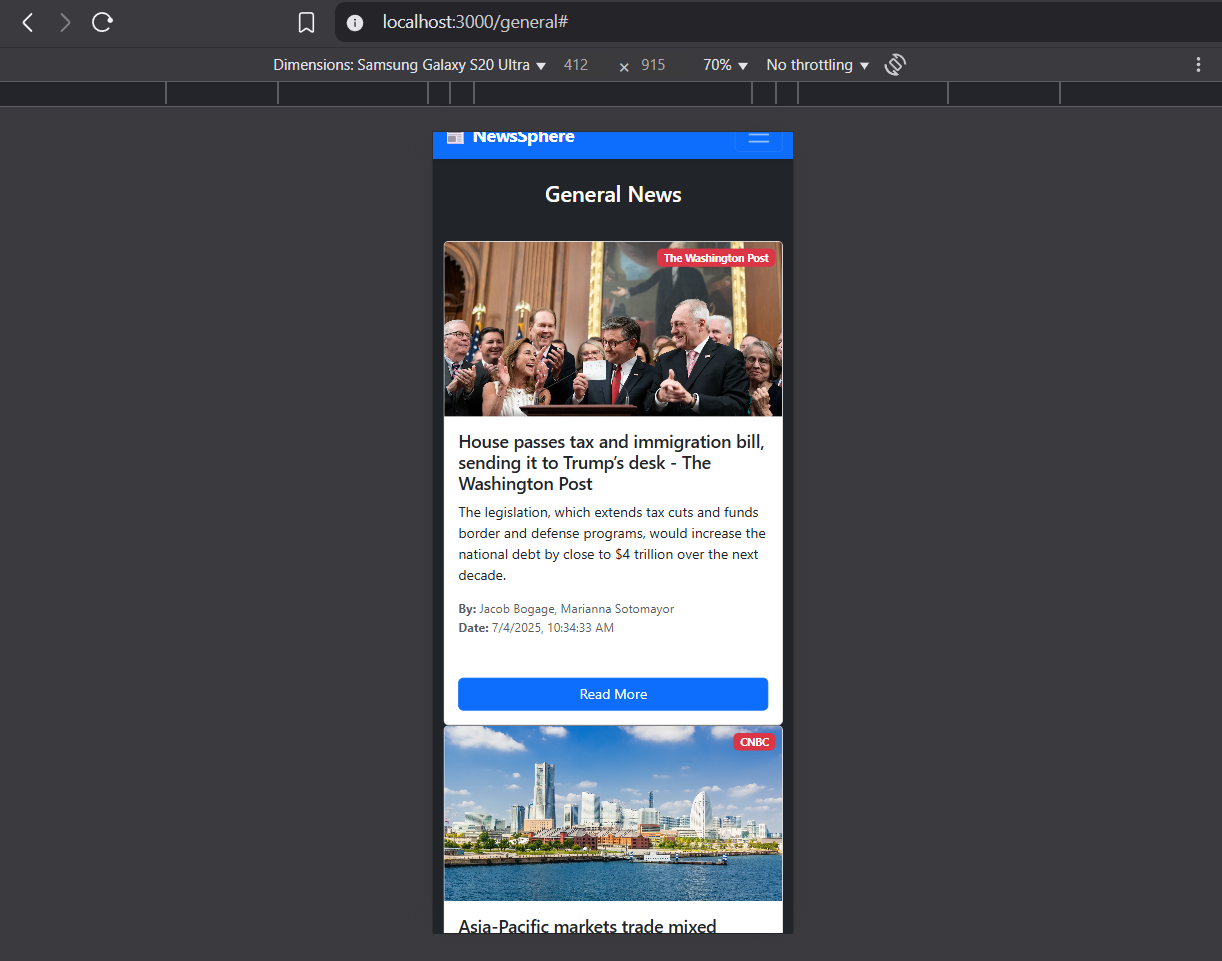 localhost:3000/general#
Dimensions: Samsung Galaxy S20 Ultra 412 × 915 70% No throttling
NewsSphere
General News
The Washington Post
House passes tax and immigration bill,
sending it to Trump’s desk - The
Washington Post
The legislation, which extends tax cuts and funds
border and defense programs, would increase the
national debt by close to $4 trillion over the next
decade.
By: Jacob Bogage, Marianna Sotomayor
Date: 7/4/2025, 10:34:33 AM
Read More
CNBC
Asia-Pacific markets trade mixed